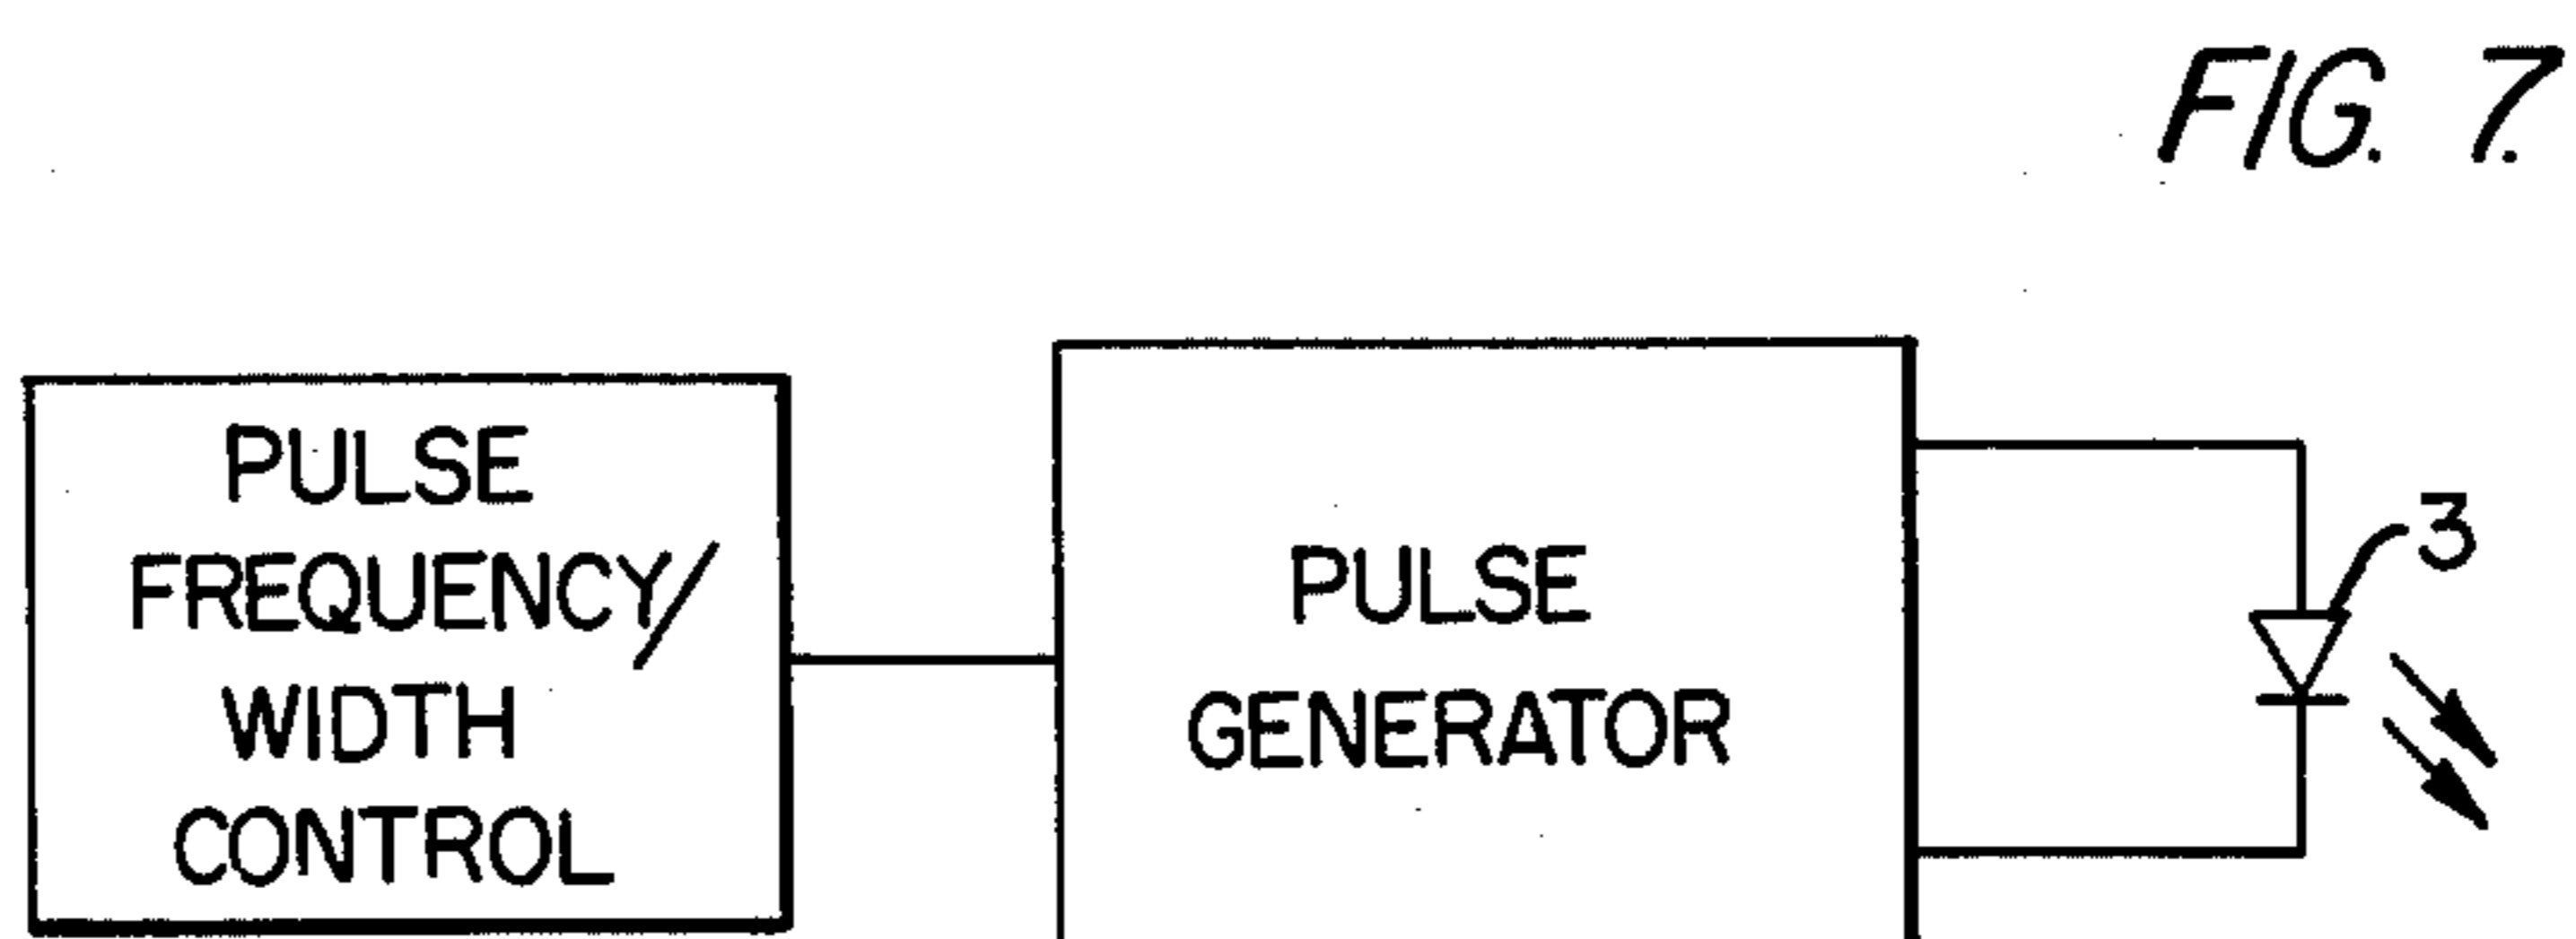 FIG. 7.
PULSE
FREQUENCY/
WIDTH
CONTROL
PULSE
GENERATOR
3